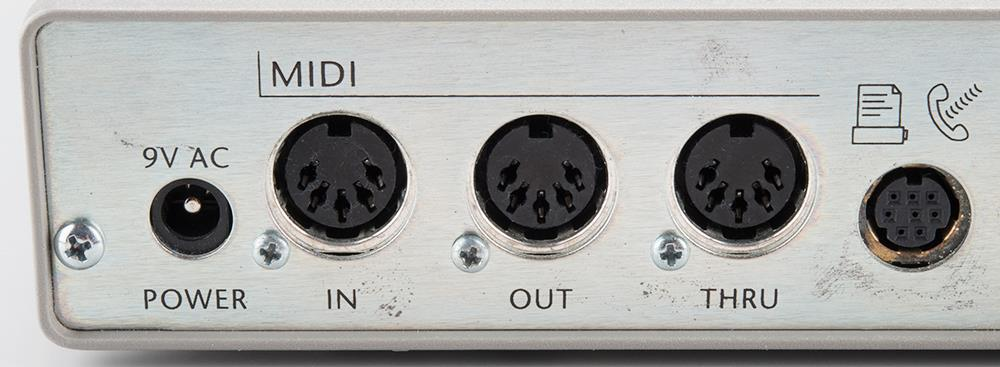 MIDI
9V AC
POWER
IN
OUT
THRU